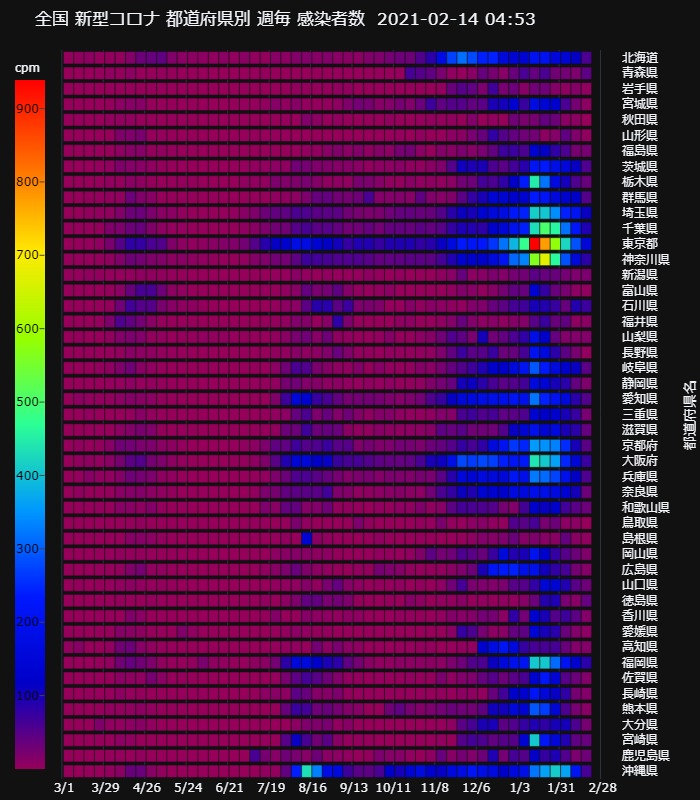 全国 新型コロナ 都道府県別 週毎 感染者数 2021-02-14 04:53
cpm
900
800
700
600
500
400
300
200
100
北海道
青森県
岩手県
宮城県
秋田県
山形県
福島県
茨城県
栃木県
群馬県
埼玉県
千葉県
東京都
神奈川県
新潟県
富山県
石川県
福井県
山梨県
長野県
岐阜県
静岡県
愛知県
三重県
滋賀県
京都府
大阪府
兵庫県
奈良県
和歌山県
鳥取県
島根県
岡山県
広島県
山口県
徳島県
香川県
愛媛県
高知県
福岡県
佐賀県
長崎県
熊本県
大分県
宮崎県
鹿児島県
沖縄県
都道府県名
3/1 3/29 4/26 5/24 6/21 7/19 8/16 9/13 10/11 11/8 12/6 1/3 1/31 2/28